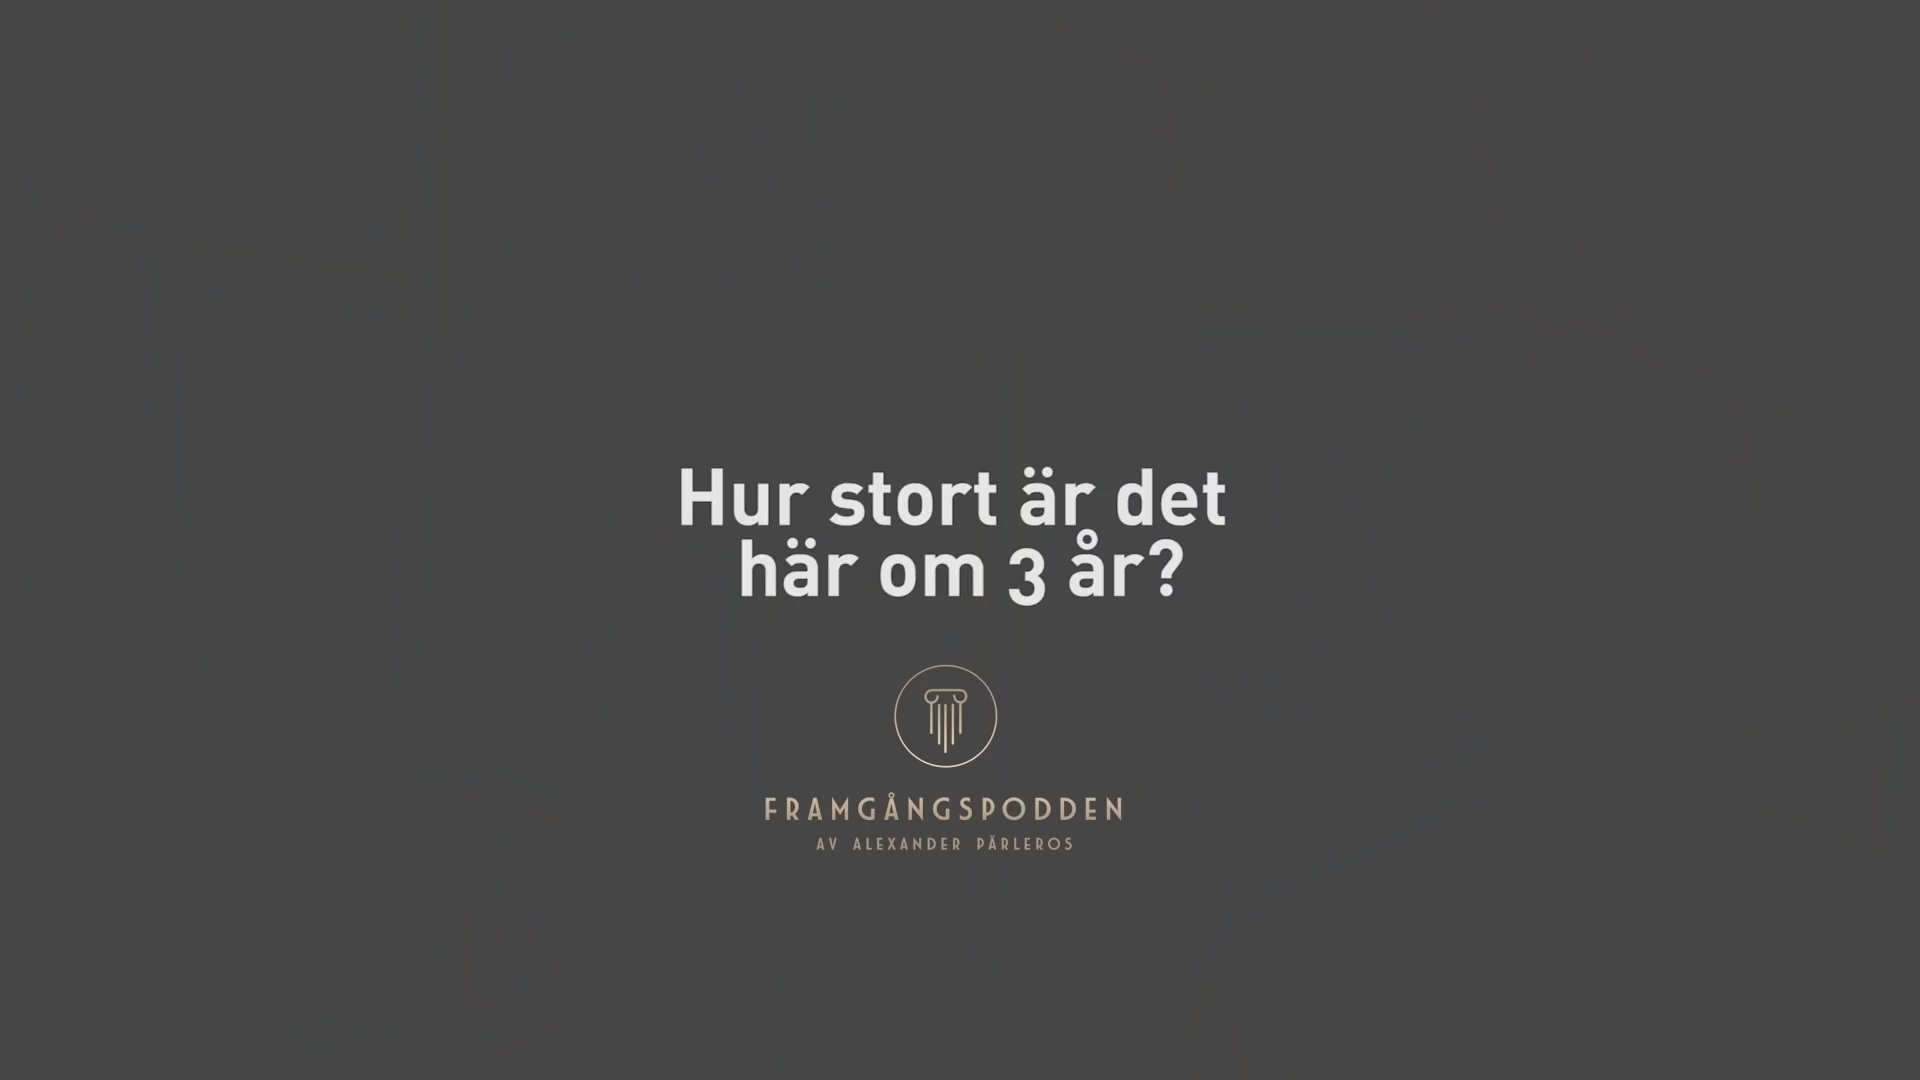 Hur stort är det
här om 3 år?
FRAMGÅNGSPODDEN
AV ALEXANDER PÄRLEROS